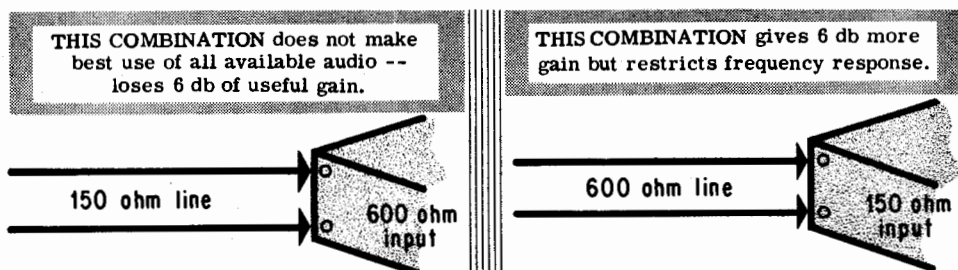 THIS COMBINATION does not make
best use of all available audio --
loses 6 db of useful gain.
150 ohm line
600 ohm
input
THIS COMBINATION gives 6 db more
gain but restricts frequency response.
600 ohm line
150 ohm
input